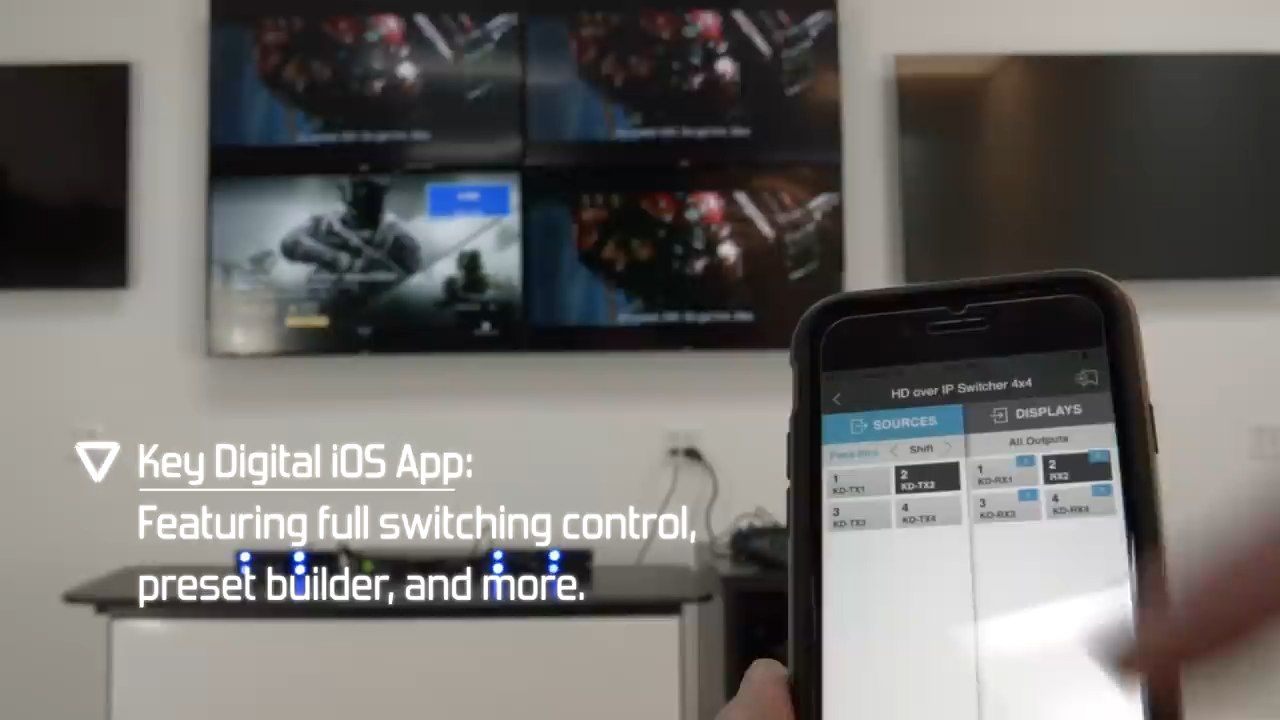 Key Digital iOS App:
Featuring full switching control,
preset builder, and more.
HD over IP Switcher 4x4
SOURCES
DISPLAYS
Shift
All Outputs
1
KD-TX1
2
KD-TX2
1
KD-RX1
2
RX2
3
KD-TX3
4
KD-TX4
3
KD-RX3
4
KD-RX4